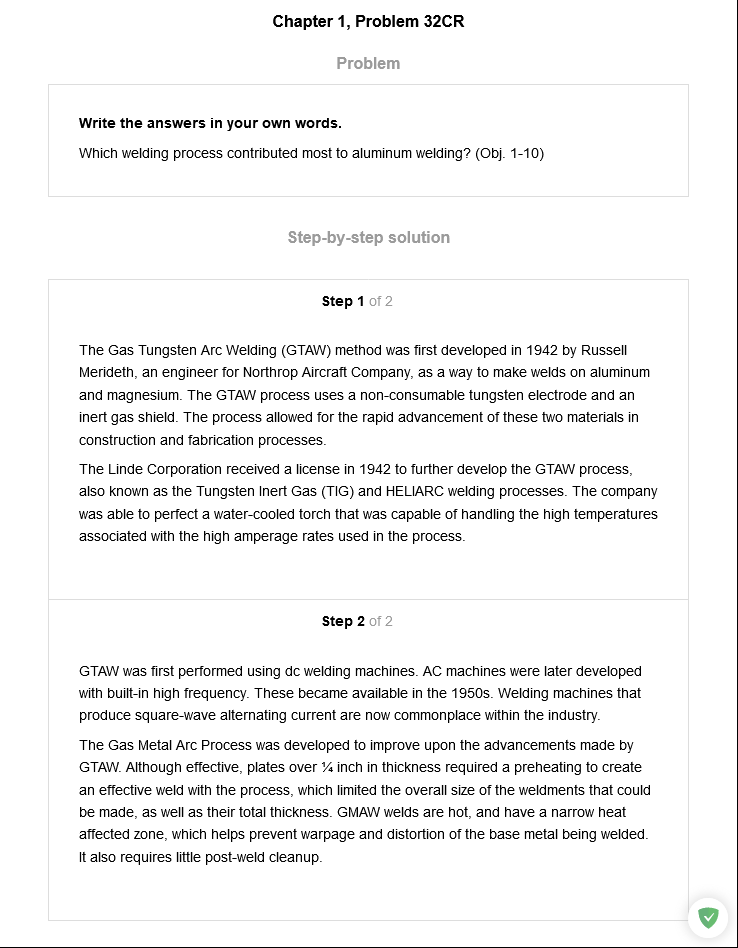 Chapter 1, Problem 32CR
Problem
Write the answers in your own words.
Which welding process contributed most to aluminum welding? (Obj. 1-10)
Step-by-step solution
Step 1 of 2
The Gas Tungsten Arc Welding (GTAW) method was first developed in 1942 by Russell
Merideth, an engineer for Northrop Aircraft Company, as a way to make welds on aluminum
and magnesium. The GTAW process uses a non-consumable tungsten electrode and an
inert gas shield. The process allowed for the rapid advancement of these two materials in
construction and fabrication processes.
The Linde Corporation received a license in 1942 to further develop the GTAW process,
also known as the Tungsten Inert Gas (TIG) and HELIARC welding processes. The company
was able to perfect a water-cooled torch that was capable of handling the high temperatures
associated with the high amperage rates used in the process.
Step 2 of 2
GTAW was first performed using dc welding machines. AC machines were later developed
with built-in high frequency. These became available in the 1950s. Welding machines that
produce square-wave alternating current are now commonplace within the industry.
The Gas Metal Arc Process was developed to improve upon the advancements made by
GTAW. Although effective, plates over ¼ inch in thickness required a preheating to create
an effective weld with the process, which limited the overall size of the weldments that could
be made, as well as their total thickness. GMAW welds are hot, and have a narrow heat
affected zone, which helps prevent warpage and distortion of the base metal being welded.
It also requires little post-weld cleanup.